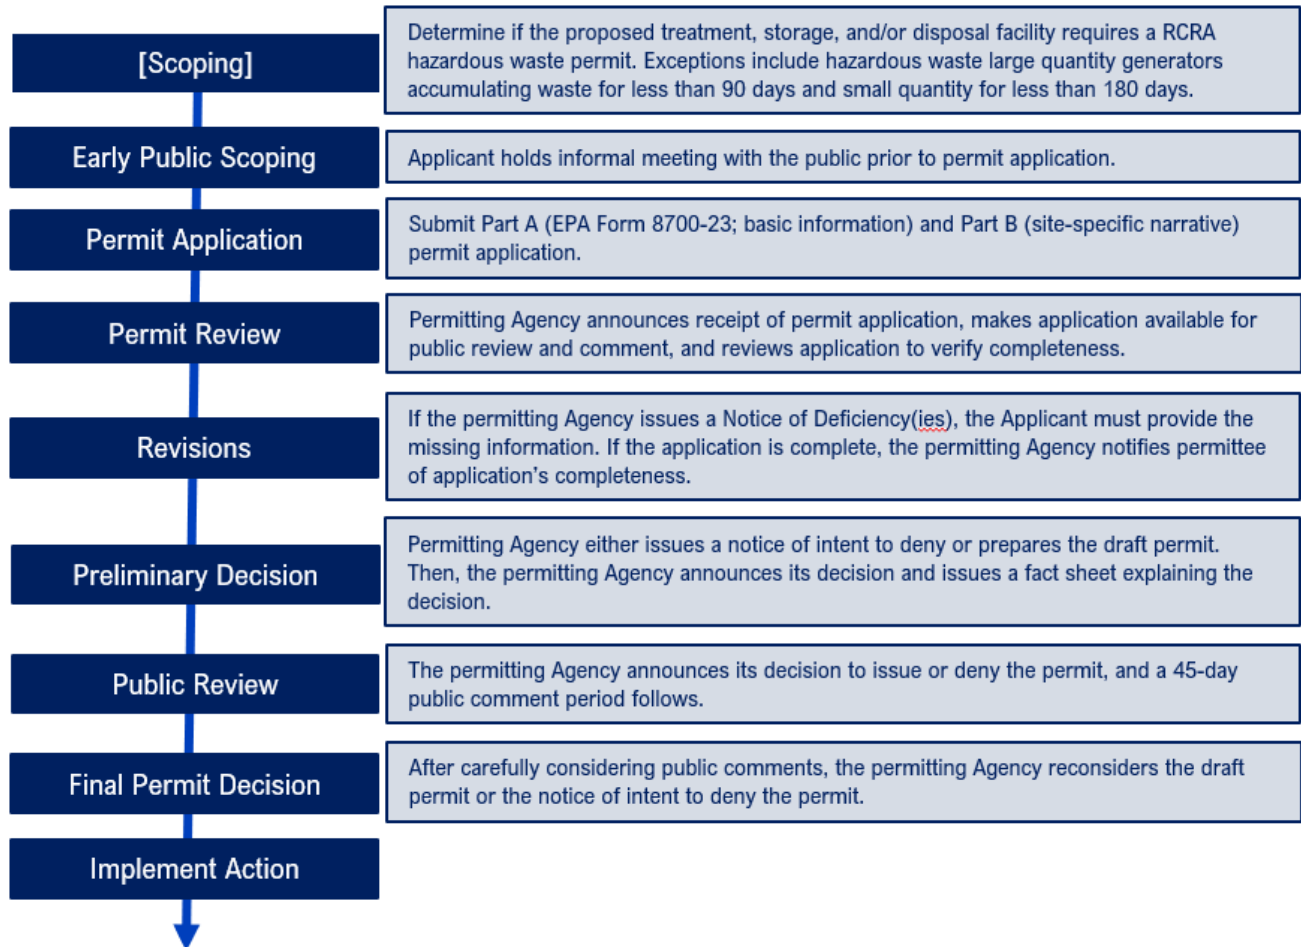 [Scoping]
Determine if the proposed treatment, storage, and/or disposal facility requires a RCRA
hazardous waste permit. Exceptions include hazardous waste large quantity generators
accumulating waste for less than 90 days and small quantity for less than 180 days.
Early Public Scoping
Applicant holds informal meeting with the public prior to permit application.
Permit Application
Submit Part A (EPA Form 8700-23; basic information) and Part B (site-specific narrative)
permit application.
Permit Review
Permitting Agency announces receipt of permit application, makes application available for
public review and comment, and reviews application to verify completeness.
Revisions
If the permitting Agency issues a Notice of Deficiency(ies), the Applicant must provide the
missing information. If the application is complete, the permitting Agency notifies permittee
of application's completeness.
Preliminary Decision
Permitting Agency either issues a notice of intent to deny or prepares the draft permit.
Then, the permitting Agency announces its decision and issues a fact sheet explaining the
decision.
Public Review
The permitting Agency announces its decision to issue or deny the permit, and a 45-day
public comment period follows.
Final Permit Decision
After carefully considering public comments, the permitting Agency reconsiders the draft
permit or the notice of intent to deny the permit.
Implement Action